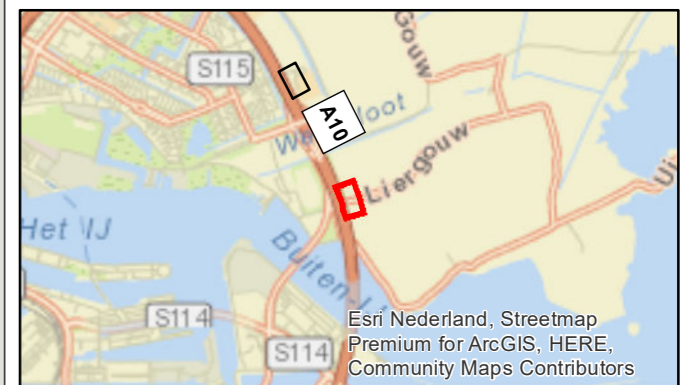 Gouw
S115
A10
Liergouw
Het IJ
Buiten-IJ
S114
S114
Esri Nederland, Streetmap
Premium for ArcGIS, HERE,
Community Maps Contributors